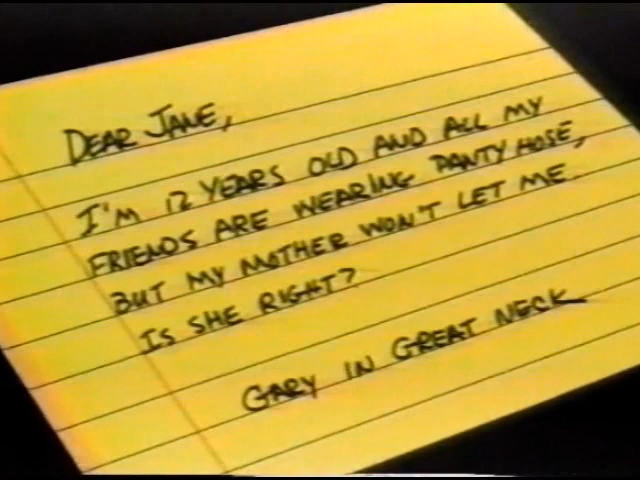 DEAR JANE,
I'M 12 YEARS OLD AND ALL MY
FRIENDS ARE WEARING PANTY HOSE,
BUT MY MOTHER WON'T LET ME.
IS SHE RIGHT?
GARY IN GREAT NECK